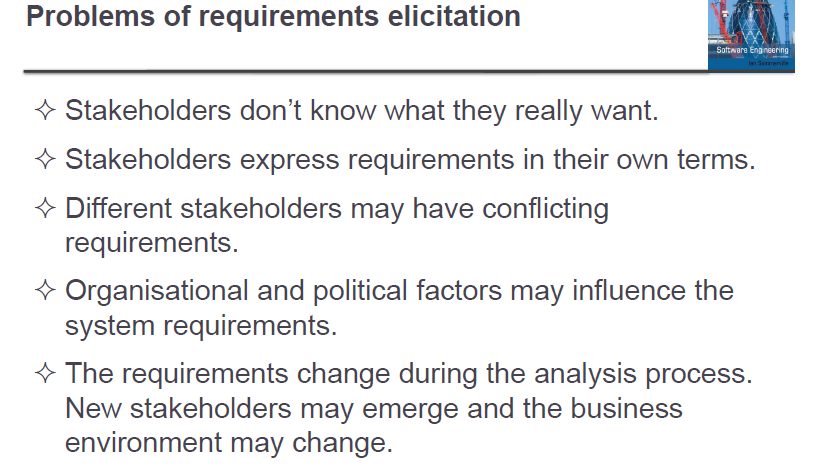 Problems of requirements elicitation
Software Engineering
Ian Sommerville
✧ Stakeholders don't know what they really want.
✧ Stakeholders express requirements in their own terms.
✧ Different stakeholders may have conflicting
requirements.
✧ Organisational and political factors may influence the
system requirements.
✧ The requirements change during the analysis process.
New stakeholders may emerge and the business
environment may change.